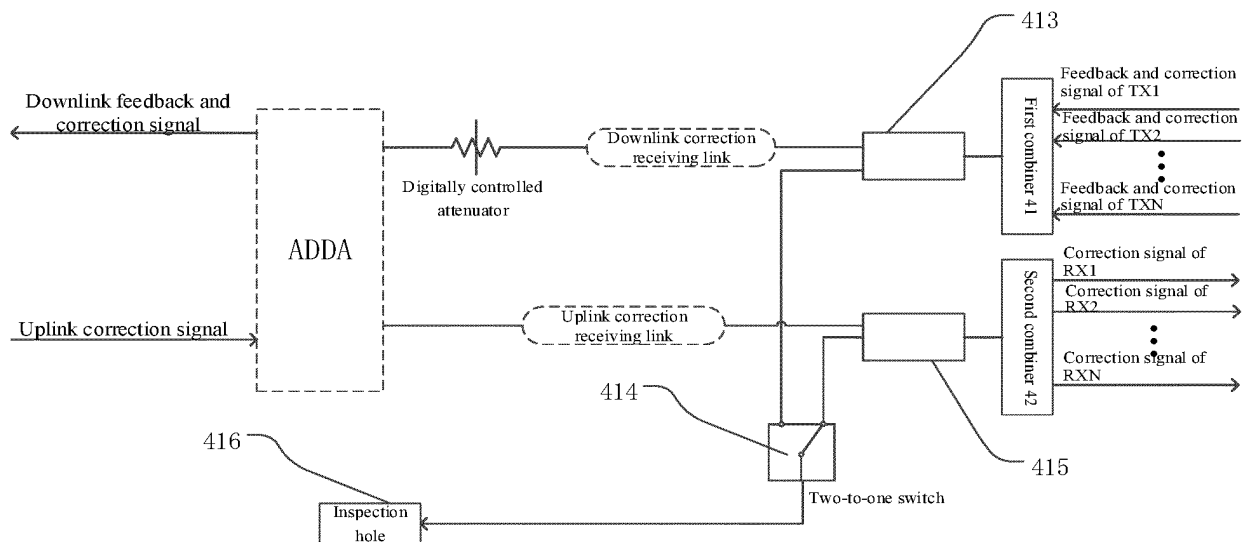 413
Downlink feedback and
correction signal
Uplink correction signal
ADDA
Digitally controlled
attenuator
Downlink correction
receiving link
Uplink correction
receiving link
First combiner 41
Second combiner 42
Feedback and correction
signal of TX1
Feedback and correction
signal of TX2
Feedback and correction
signal of TXN
Correction signal of
RX1
Correction signal of
RX2
Correction signal of
RXN
414
415
416
Two-to-one switch
Inspection
hole